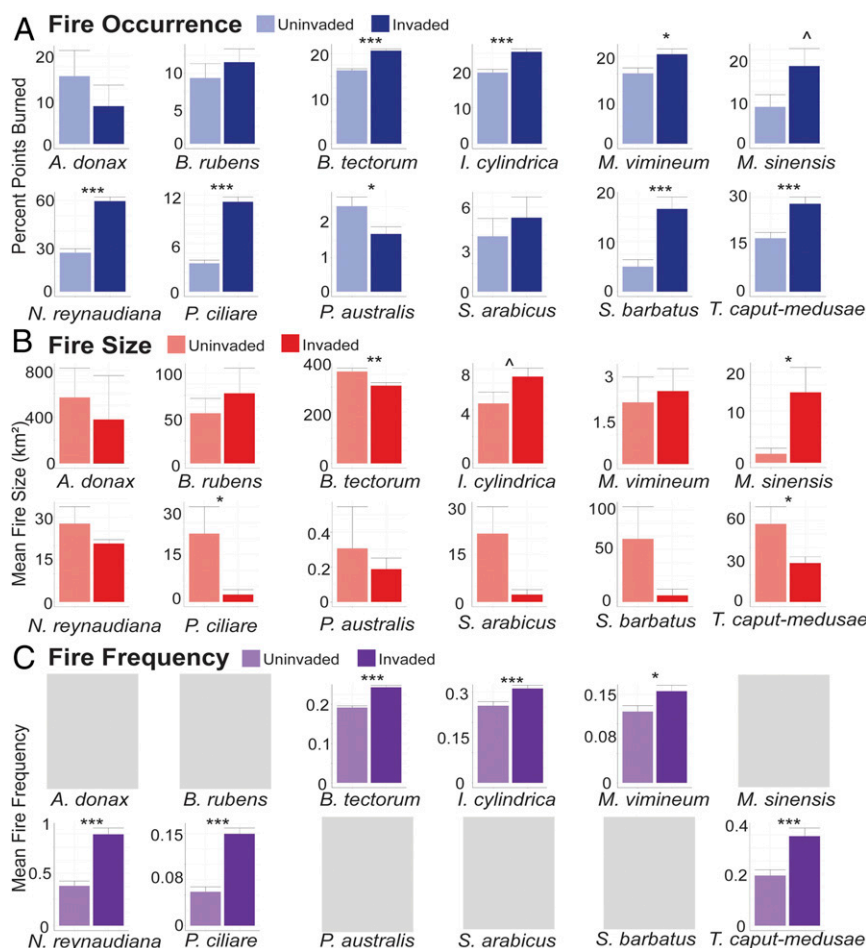 A Fire Occurrence Uninvaded Invaded
Percent Points Burned
20 10 0 10 5 0 *** 20 10 0 *** 20 10 0 * 20 10 0 ^ 20 10 0
A. donax B. rubens B. tectorum I. cylindrica M. vimineum M. sinensis
60 30 0 *** 12 6 0 *** 2 1 0 * 6 3 0 20 10 0 *** 30 15 0 ***
N. reynaudiana P. ciliare P. australis S. arabicus S. barbatus T. caput-medusae
B Fire Size Uninvaded Invaded
Mean Fire Size (km²)
800 400 0 100 50 0 400 200 0 ** 8 4 0 ^ 3 1.5 0 20 10 0 *
A. donax B. rubens B. tectorum I. cylindrica M. vimineum M. sinensis
30 15 0 30 15 0 * 0.4 0.2 0 30 15 0 100 50 0 60 30 0 *
N. reynaudiana P. ciliare P. australis S. arabicus S. barbatus T. caput-medusae
C Fire Frequency Uninvaded Invaded
Mean Fire Frequency
0.2 0.1 0 *** 0.3 0.15 0 *** 0.15 0.08 0 *
A. donax B. rubens B. tectorum I. cylindrica M. vimineum M. sinensis
1 0.5 0 *** 0.15 0.08 0 *** 0.4 0.2 0 ***
N. reynaudiana P. ciliare P. australis S. arabicus S. barbatus T. caput-medusae